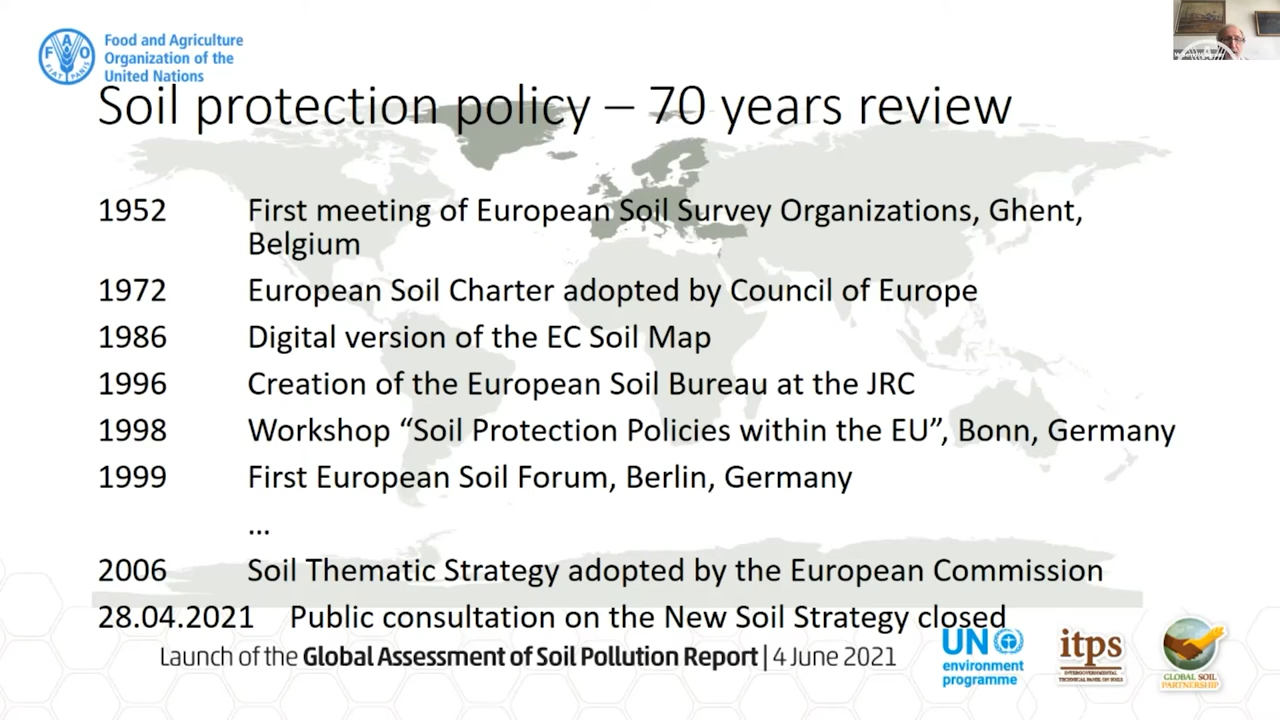 Food and Agriculture
Organization of the
United Nations
FAO
FIAT PANIS
Soil protection policy – 70 years review
1952 First meeting of European Soil Survey Organizations, Ghent,
Belgium
1972 European Soil Charter adopted by Council of Europe
1986 Digital version of the EC Soil Map
1996 Creation of the European Soil Bureau at the JRC
1998 Workshop “Soil Protection Policies within the EU”, Bonn, Germany
1999 First European Soil Forum, Berlin, Germany
...
2006 Soil Thematic Strategy adopted by the European Commission
28.04.2021 Public consultation on the New Soil Strategy closed
Launch of the Global Assessment of Soil Pollution Report | 4 June 2021
UN
environment
programme
itps
INTERGOVERNMENTAL
TECHNICAL PANEL ON SOILS
GLOBAL SOIL
PARTNERSHIP